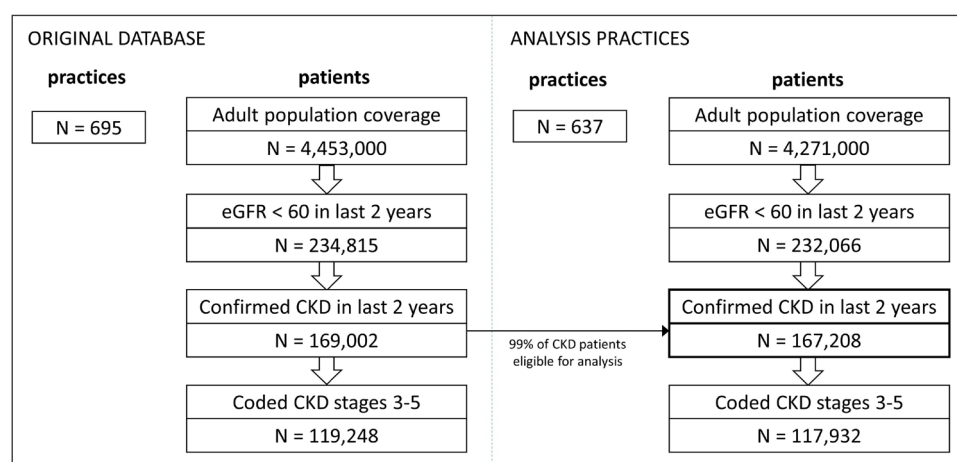 ORIGINAL DATABASE
practices
patients
N = 695
Adult population coverage
N = 4,453,000
eGFR < 60 in last 2 years
N = 234,815
Confirmed CKD in last 2 years
N = 169,002
Coded CKD stages 3-5
N = 119,248
99% of CKD patients
eligible for analysis
ANALYSIS PRACTICES
practices
patients
N = 637
Adult population coverage
N = 4,271,000
eGFR < 60 in last 2 years
N = 232,066
Confirmed CKD in last 2 years
N = 167,208
Coded CKD stages 3-5
N = 117,932